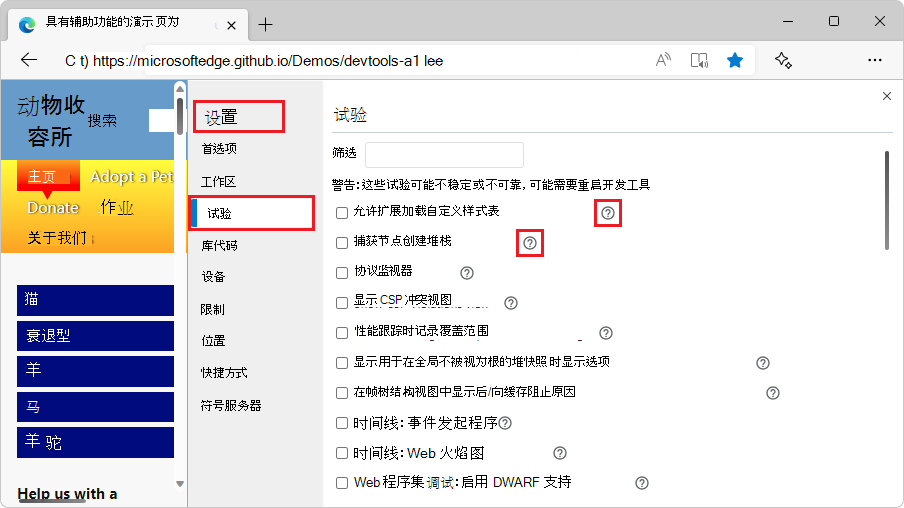 具有辅助功能的演示页为
C t) https://microsoftedge.github.io/Demos/devtools-a1 lee
动物收
容所
搜索
主页
Adopt a Pet
Donate
作业
关于我们
猫
衰退型
羊
马
羊 驼
Help us with a
设置
首选项
工作区
试验
库代码
设备
限制
位置
快捷方式
符号服务器
试验
筛选
警告:这些试验可能不稳定或不可靠,可能需要重启开发工具
允许扩展加载自定义样式表
捕获节点创建堆栈
协议监视器
显示 CSP 冲突视图
性能跟踪时记录覆盖范围
显示用于在全局不被视为根的堆快照时显示选项
在帧树结构视图中显示后/向缓存阻止原因
时间线: 事件发起程序
时间线: Web 火焰图
Web 程序集 调试: 启用 DWARF 支持